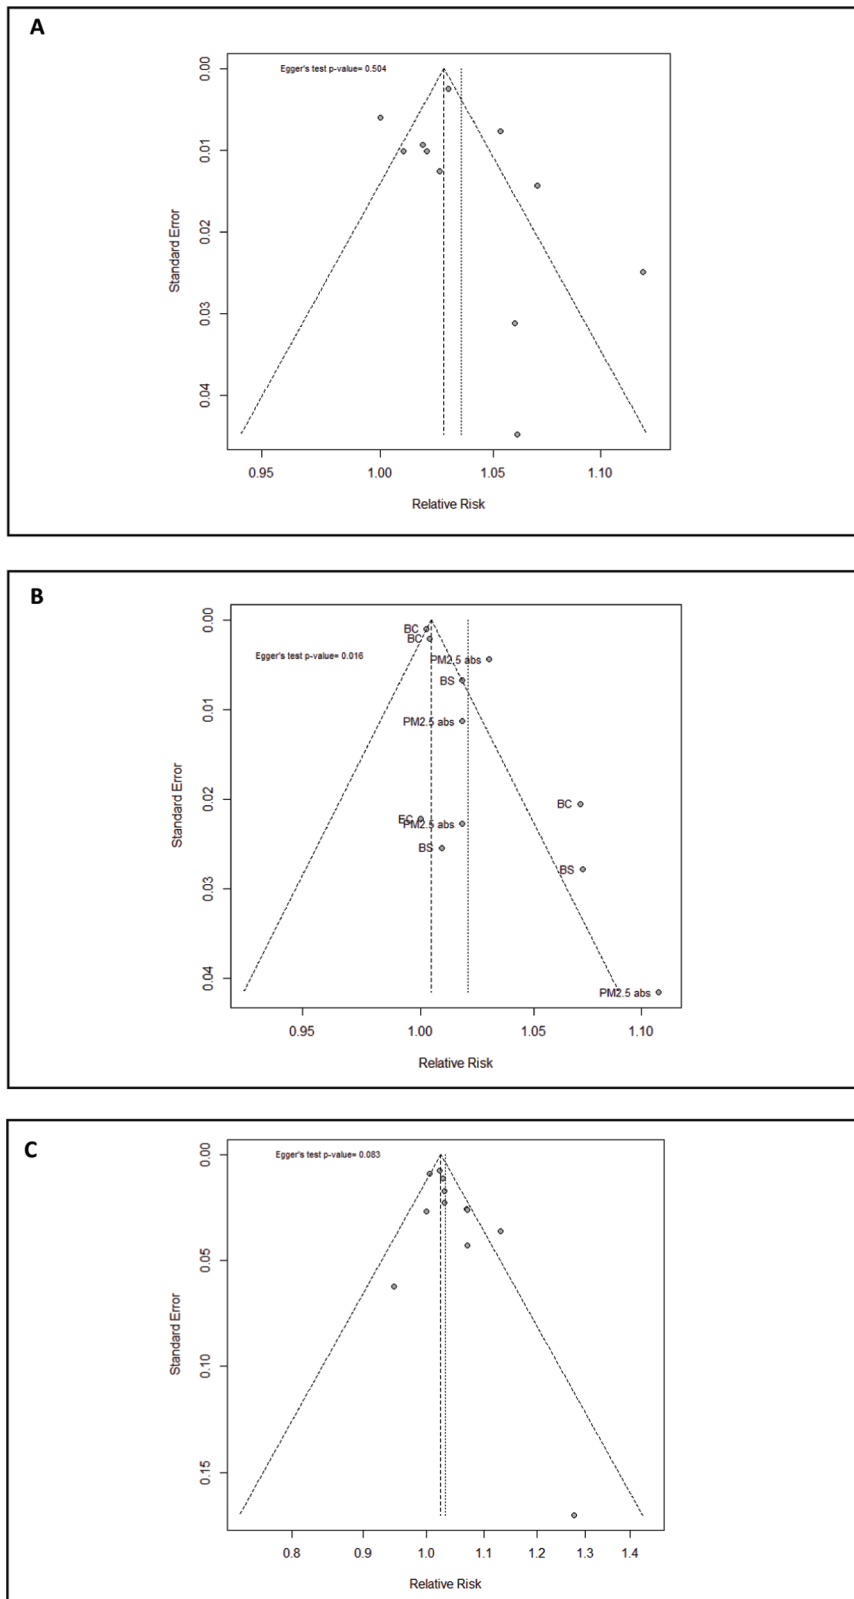 A
Egger's test p-value= 0.504
0.00
0.01
0.02
0.03
0.04
Standard Error
0.95 1.00 1.05 1.10
Relative Risk
B
Egger's test p-value= 0.016
0.00
0.01
0.02
0.03
0.04
Standard Error
BC
BC
PM2.5 abs
BS
PM2.5 abs
BC
EC
PM2.5 abs
BS
BS
PM2.5 abs
0.95 1.00 1.05 1.10
Relative Risk
C
Egger's test p-value= 0.083
0.00
0.05
0.10
0.15
Standard Error
0.8 0.9 1.0 1.1 1.2 1.3 1.4
Relative Risk